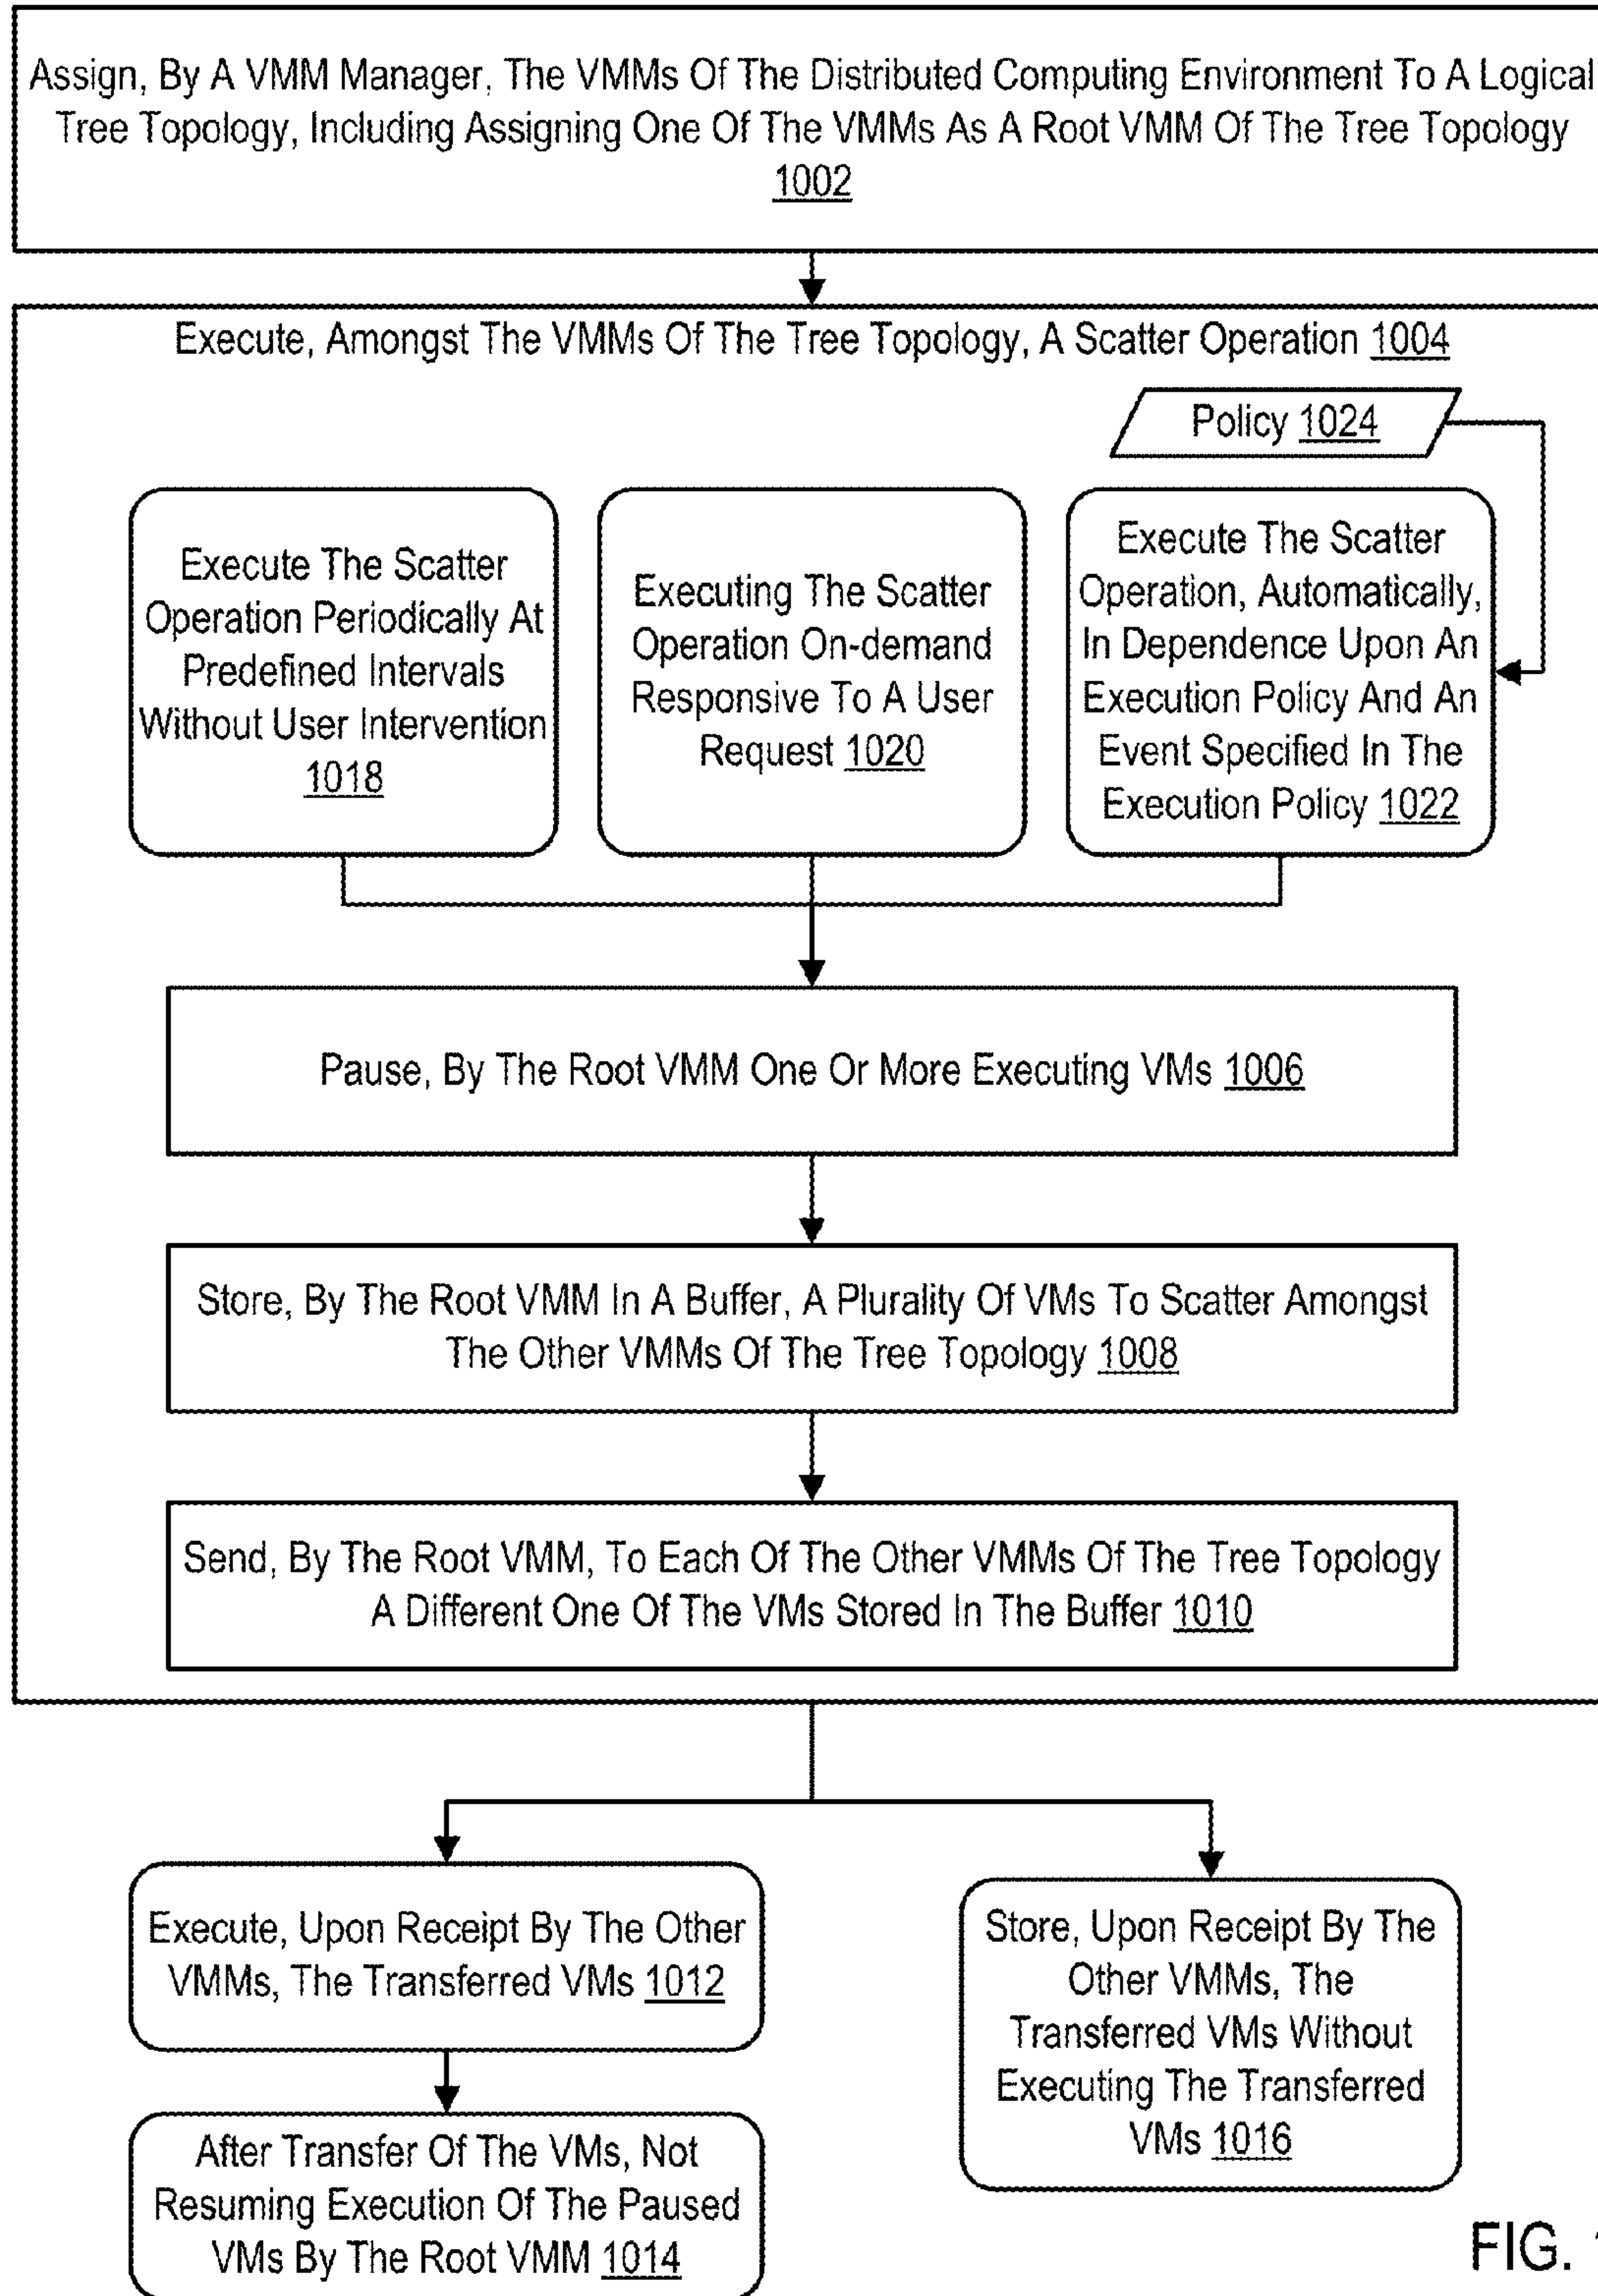 Assign, By A VMM Manager, The VMMs Of The Distributed Computing Environment To A Logical
Tree Topology, Including Assigning One Of The VMMs As A Root VMM Of The Tree Topology
1002
Execute, Amongst The VMMs Of The Tree Topology, A Scatter Operation 1004
Policy 1024
Execute The Scatter
Operation Periodically At
Predefined Intervals
Without User Intervention
1018
Executing The Scatter
Operation On-demand
Responsive To A User
Request 1020
Execute The Scatter
Operation, Automatically,
In Dependence Upon An
Execution Policy And An
Event Specified In The
Execution Policy 1022
Pause, By The Root VMM One Or More Executing VMs 1006
Store, By The Root VMM In A Buffer, A Plurality Of VMs To Scatter Amongst
The Other VMMs Of The Tree Topology 1008
Send, By The Root VMM, To Each Of The Other VMMs Of The Tree Topology
A Different One Of The VMs Stored In The Buffer 1010
Execute, Upon Receipt By The Other
VMMs, The Transferred VMs 1012
After Transfer Of The VMs, Not
Resuming Execution Of The Paused
VMs By The Root VMM 1014
Store, Upon Receipt By The
Other VMMs, The
Transferred VMs Without
Executing The Transferred
VMs 1016
FIG.